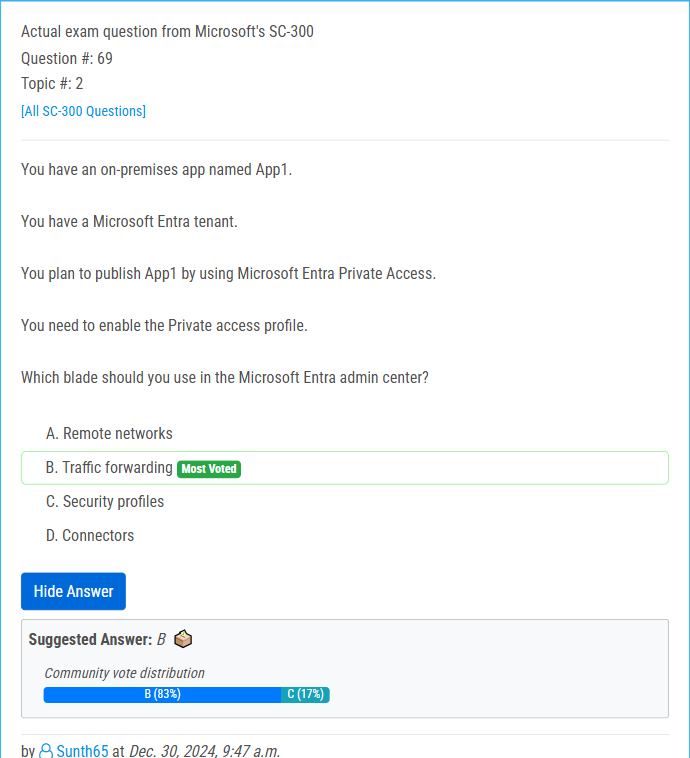 Actual exam question from Microsoft's SC-300
Question #: 69
Topic #: 2
[All SC-300 Questions]
You have an on-premises app named App1.
You have a Microsoft Entra tenant.
You plan to publish App1 by using Microsoft Entra Private Access.
You need to enable the Private access profile.
Which blade should you use in the Microsoft Entra admin center?
A. Remote networks
B. Traffic forwarding Most Voted
C. Security profiles
D. Connectors
Hide Answer
Suggested Answer: B
Community vote distribution
B (83%) C (17%)
by Sunth65 at Dec. 30, 2024, 9:47 a.m.